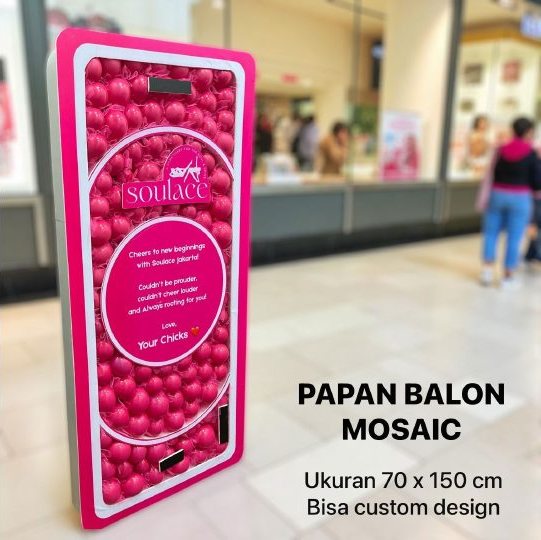 soulace
Cheers to new beginnings
with Soulace Jakarta!
Couldn't be prouder,
couldn't cheer louder
and Always rooting for you!
Love,
Your Chicks ❤️
PAPAN BALON
MOSAIC
Ukuran 70 x 150 cm
Bisa custom design